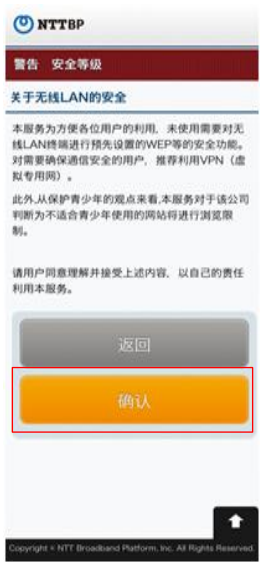 NTTBP
警告 安全等级
关于无线LAN的安全
本服务为方便各位用户的利用，未使用需要对无
线LAN终端进行预先设置的WEP等的安全功能。
对需要确保通信安全的用户，推荐利用VPN（虚
拟专用网）。
此外,从保护青少年的观点来看,本服务对于该公司
判断为不适合青少年使用的网站将进行浏览限
制。
请用户同意理解并接受上述内容，以自己的责任
利用本服务。
返回
确认
Copyright © NTT Broadband Platform, Inc. All Rights Reserved.